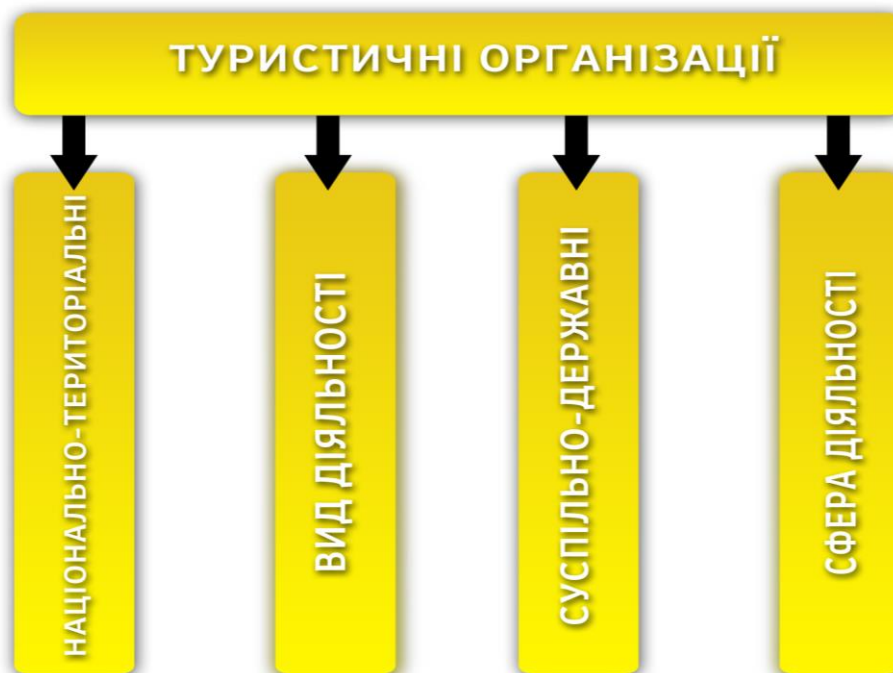 ТУРИСТИЧНІ ОРГАНІЗАЦІЇ
НАЦІОНАЛЬНО-ТЕРИТОРІАЛЬНІ
ВИД ДІЯЛЬНОСТІ
СУСПІЛЬНО-ДЕРЖАВНІ
СФЕРА ДІЯЛЬНОСТІ